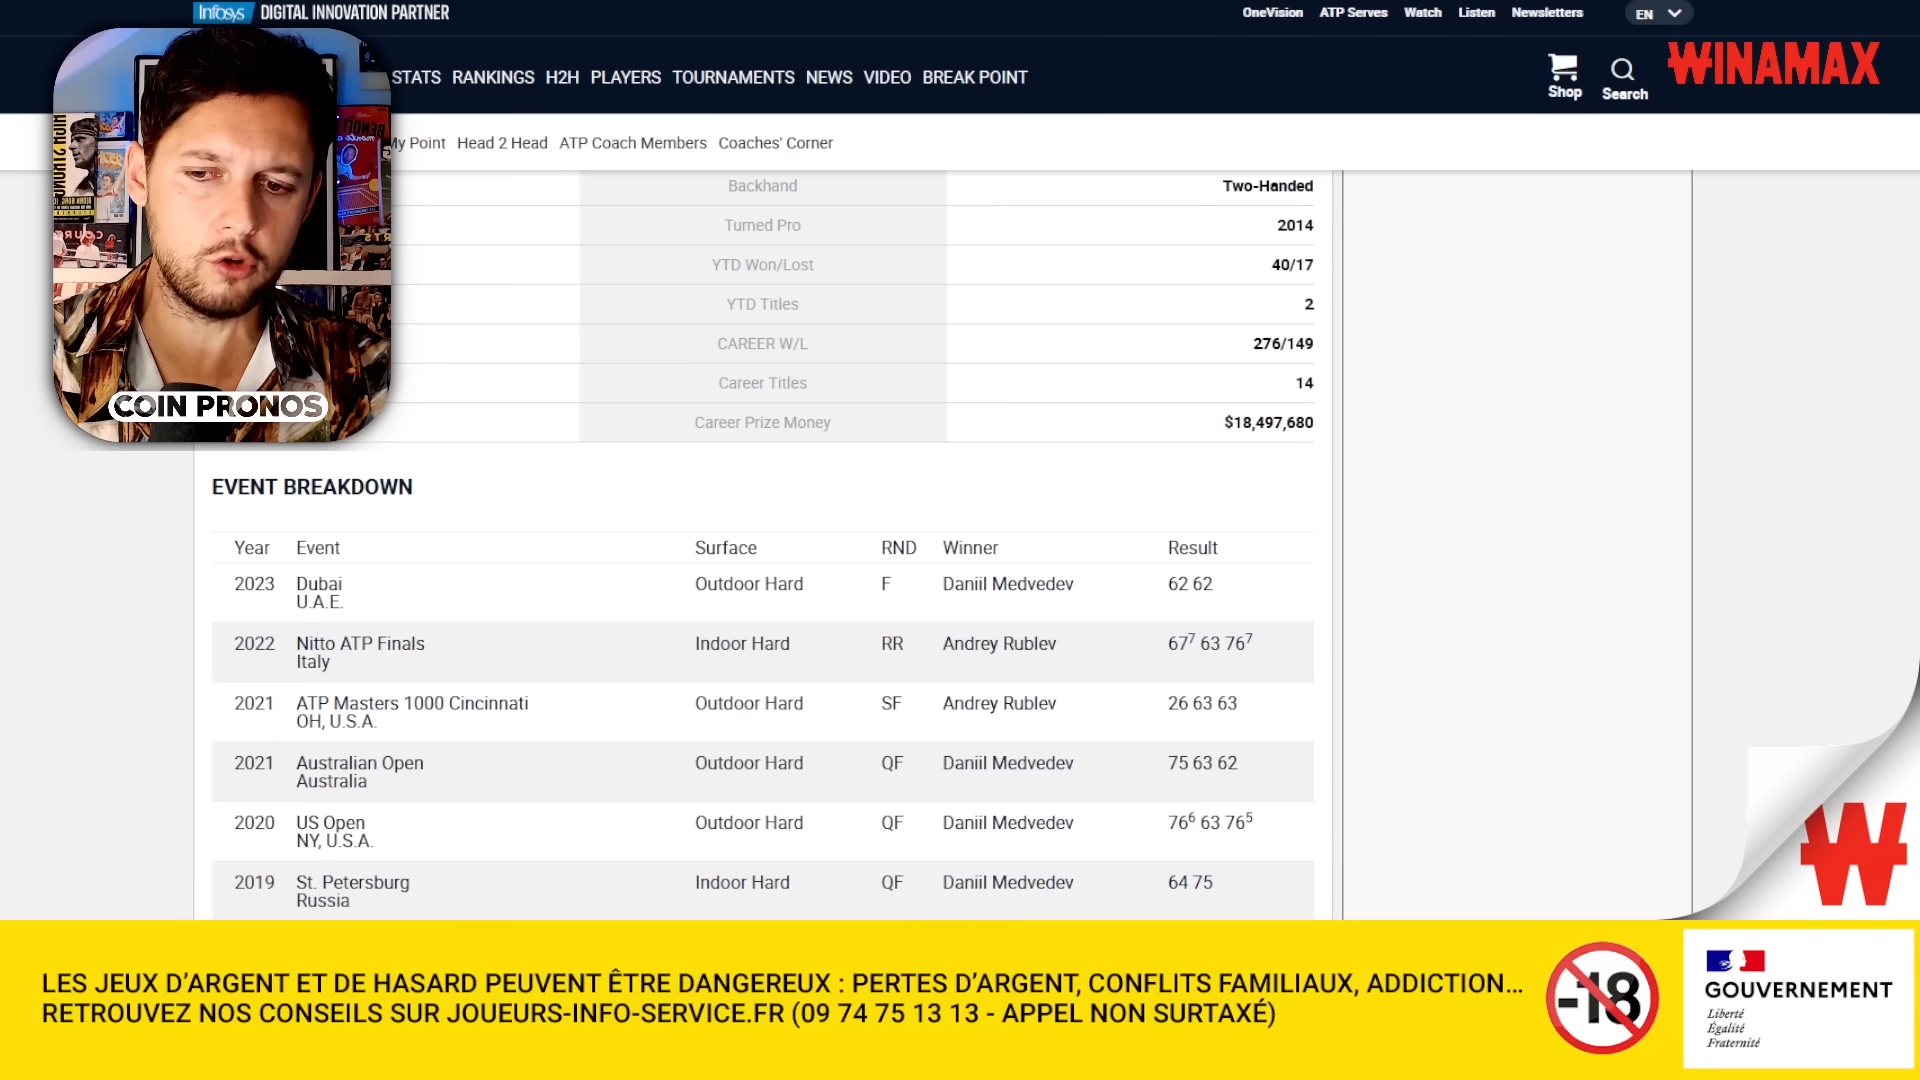 Infosys DIGITAL INNOVATION PARTNER
OneVision ATP Serves Watch Listen Newsletters EN
STATS RANKINGS H2H PLAYERS TOURNAMENTS NEWS VIDEO BREAK POINT
Shop Search
WINAMAX
My Point Head 2 Head ATP Coach Members Coaches' Corner
Backhand Two-Handed
Turned Pro 2014
YTD Won/Lost 40/17
YTD Titles 2
CAREER W/L 276/149
Career Titles 14
Career Prize Money $18,497,680
COIN PRONOS
EVENT BREAKDOWN
Year Event Surface RND Winner Result
2023 Dubai Outdoor Hard F Daniil Medvedev 62 62
U.A.E.
2022 Nitto ATP Finals Indoor Hard RR Andrey Rublev 67⁷ 63 76⁷
Italy
2021 ATP Masters 1000 Cincinnati Outdoor Hard SF Andrey Rublev 26 63 63
OH, U.S.A.
2021 Australian Open Outdoor Hard QF Daniil Medvedev 75 63 62
Australia
2020 US Open Outdoor Hard QF Daniil Medvedev 76⁶ 63 76⁵
NY, U.S.A.
2019 St. Petersburg Indoor Hard QF Daniil Medvedev 64 75
Russia
W
LES JEUX D'ARGENT ET DE HASARD PEUVENT ÊTRE DANGEREUX : PERTES D'ARGENT, CONFLITS FAMILIAUX, ADDICTION...
RETROUVEZ NOS CONSEILS SUR JOUEURS-INFO-SERVICE.FR (09 74 75 13 13 - APPEL NON SURTAXÉ)
-18
GOUVERNEMENT
Liberté
Égalité
Fraternité